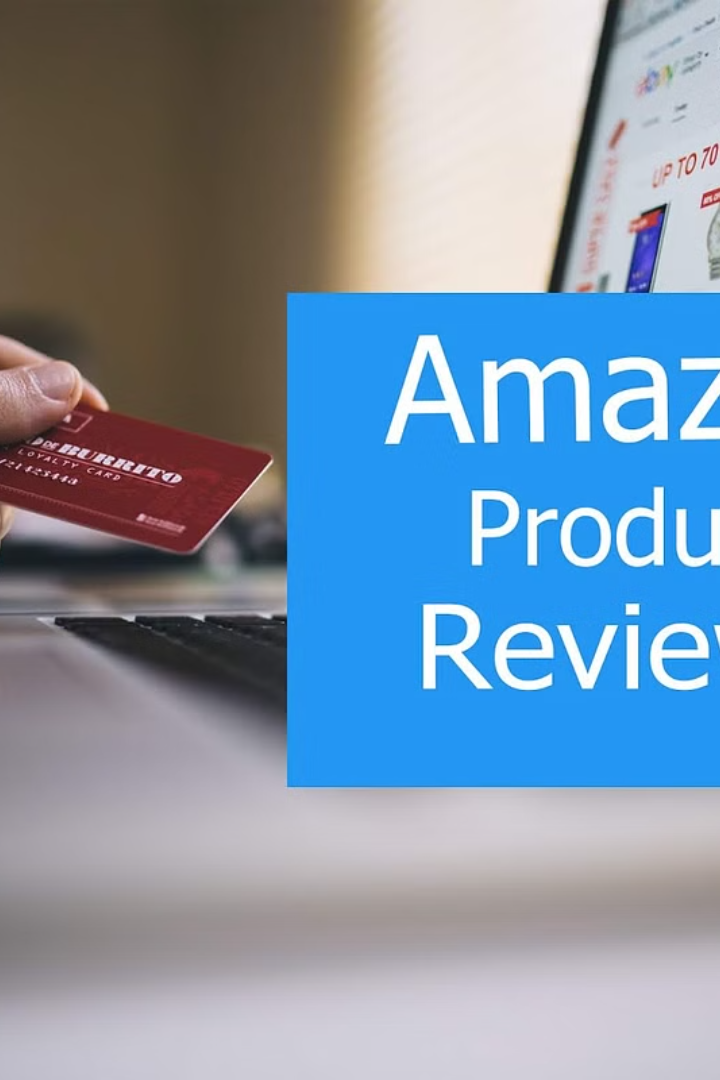 ebay
UP TO 70
Amaz
Produ
Review
BURRITO
LOYALTY CARD